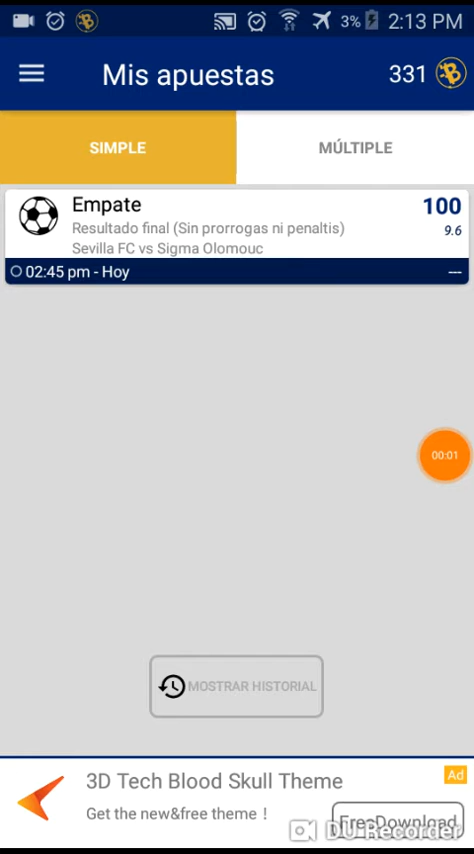 3% 2:13 PM
Mis apuestas 331
SIMPLE MÚLTIPLE
Empate 100
Resultado final (Sin prorrogas ni penaltis) 9.6
Sevilla FC vs Sigma Olomouc
02:45 pm - Hoy ---
00:01
MOSTRAR HISTORIAL
3D Tech Blood Skull Theme Ad
Get the new&free theme !
FreeDownload
DU Recorder